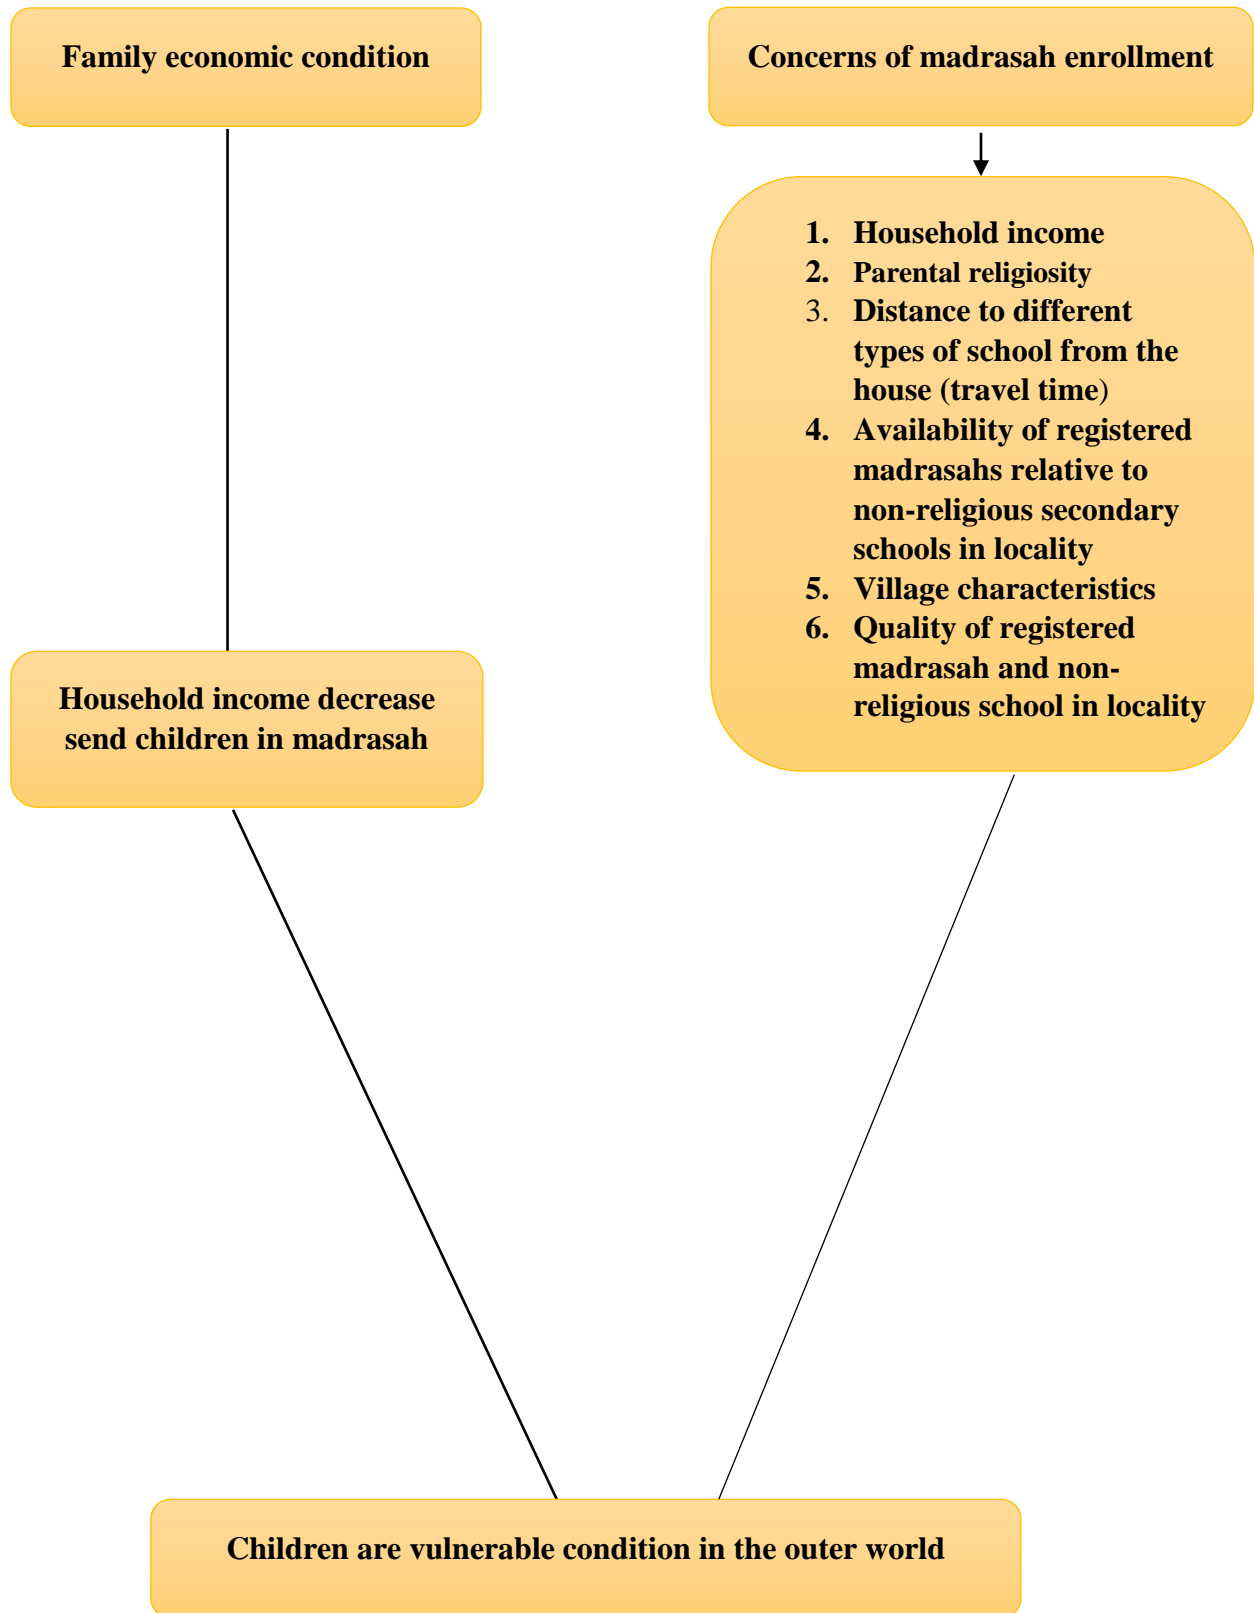 Family economic condition
Concerns of madrasah enrollment
1. Household income
2. Parental religiosity
3. Distance to different
types of school from the
house (travel time)
4. Availability of registered
madrasahs relative to
non-religious secondary
schools in locality
5. Village characteristics
6. Quality of registered
madrasah and non-
religious school in locality
Household income decrease
send children in madrasah
Children are vulnerable condition in the outer world